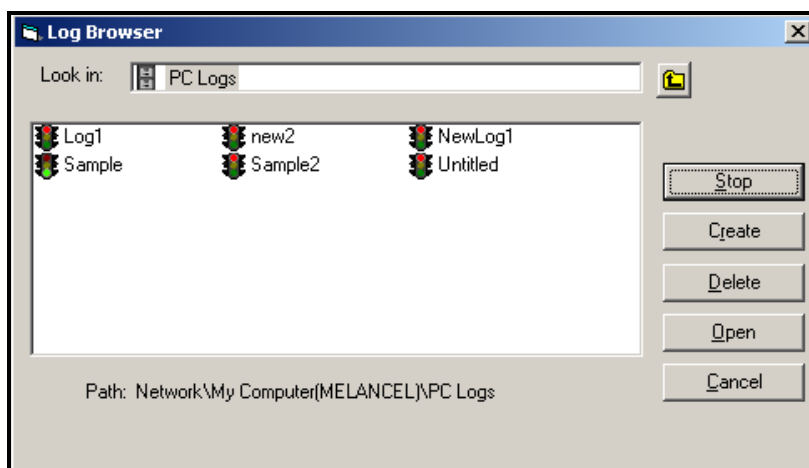 Log Browser
Look in: PC Logs
Log1 new2 NewLog1
Sample Sample2 Untitled
Stop
Create
Delete
Open
Cancel
Path: Network\My Computer(MELANCEL)\PC Logs